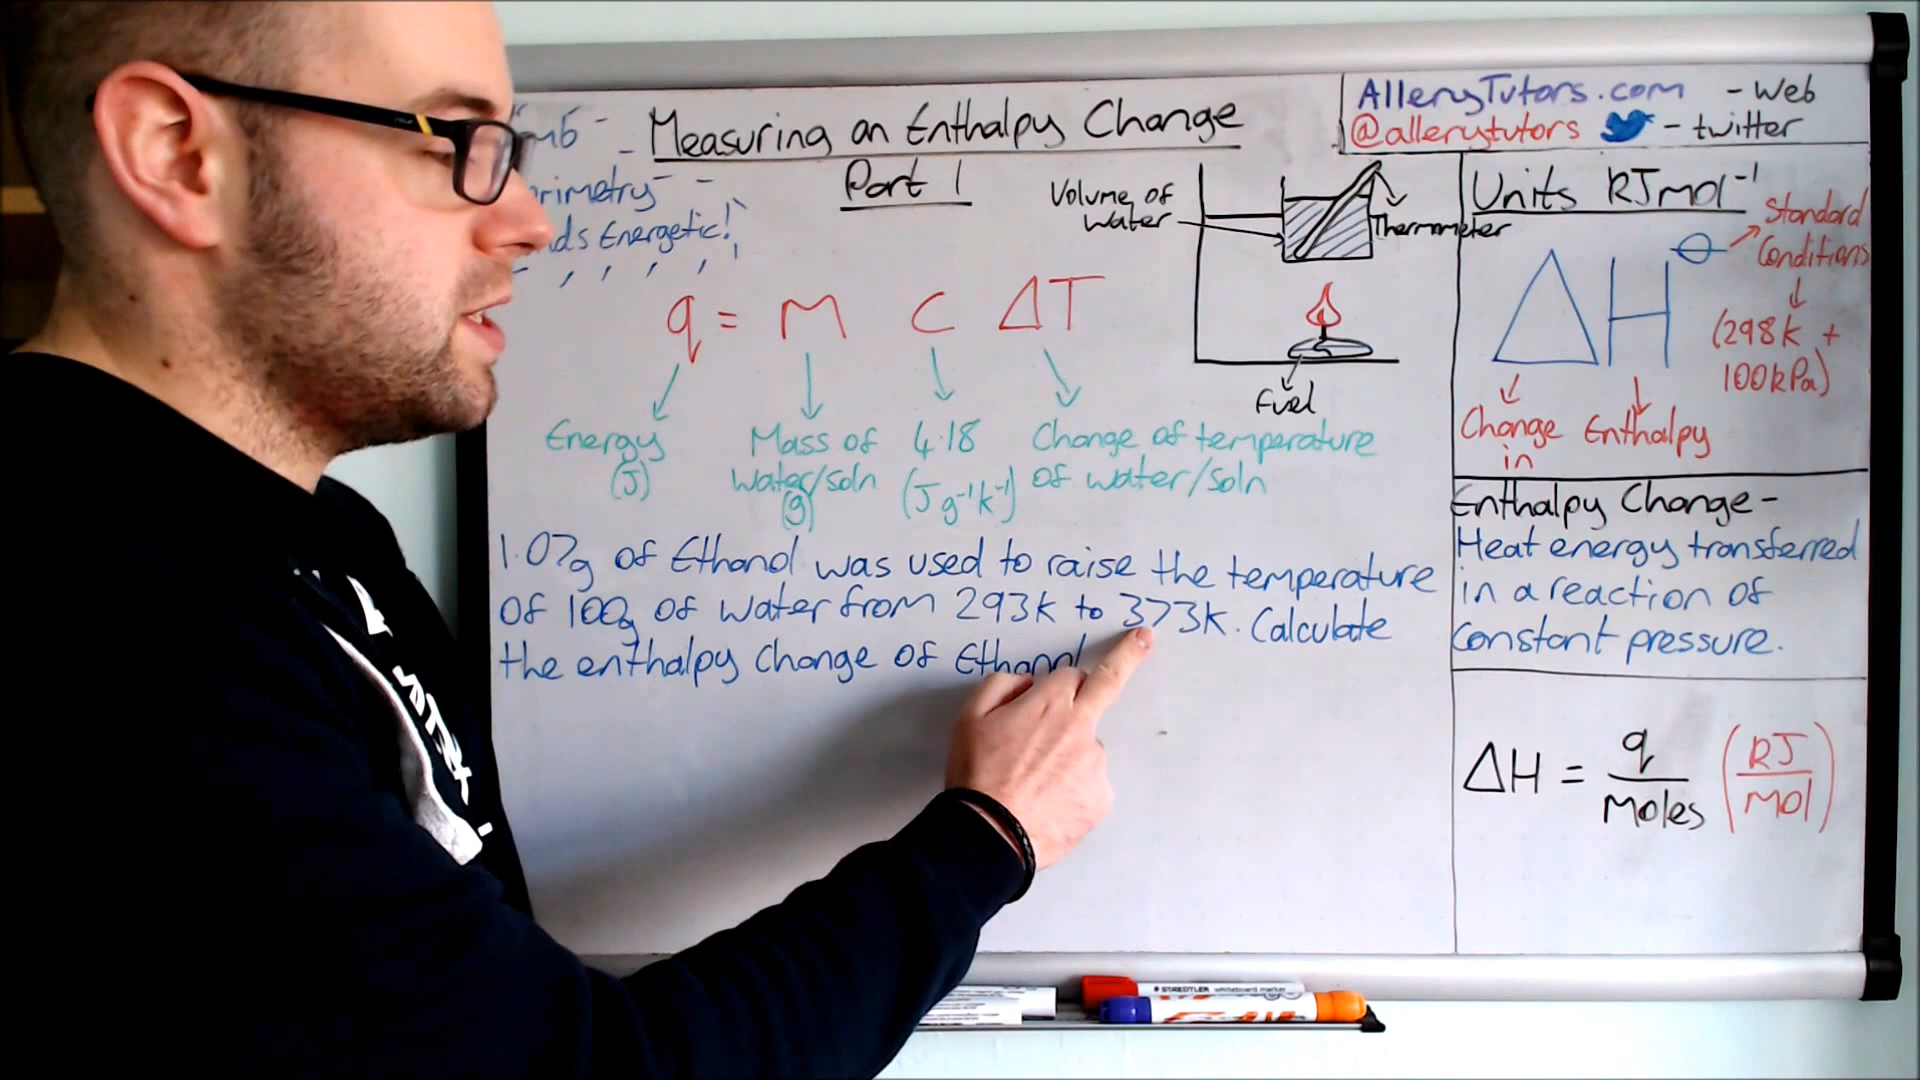 Measuring an Enthalpy Change
Part 1
AlleryTutors.com - Web
@allerytutors - twitter
Energetic!
Volume of
Water
Thermometer
Fuel
q = M C ΔT
Energy
(J)
Mass of
Water/Soln
(g)
4.18
(J g⁻¹K⁻¹)
Change of temperature
of water/Soln
1.07g of Ethanol was used to raise the temperature
of 100g of water from 293K to 373K. Calculate
the enthalpy change of Ethanol
Units KJmol⁻¹
ΔH⊖
Standard
Conditions
(298K +
100kPa)
Change
in
Enthalpy
Enthalpy Change -
Heat energy transferred
in a reaction of
Constant pressure.
ΔH = q/Moles (KJ/Mol)
STAEDTLER whiteboard marker